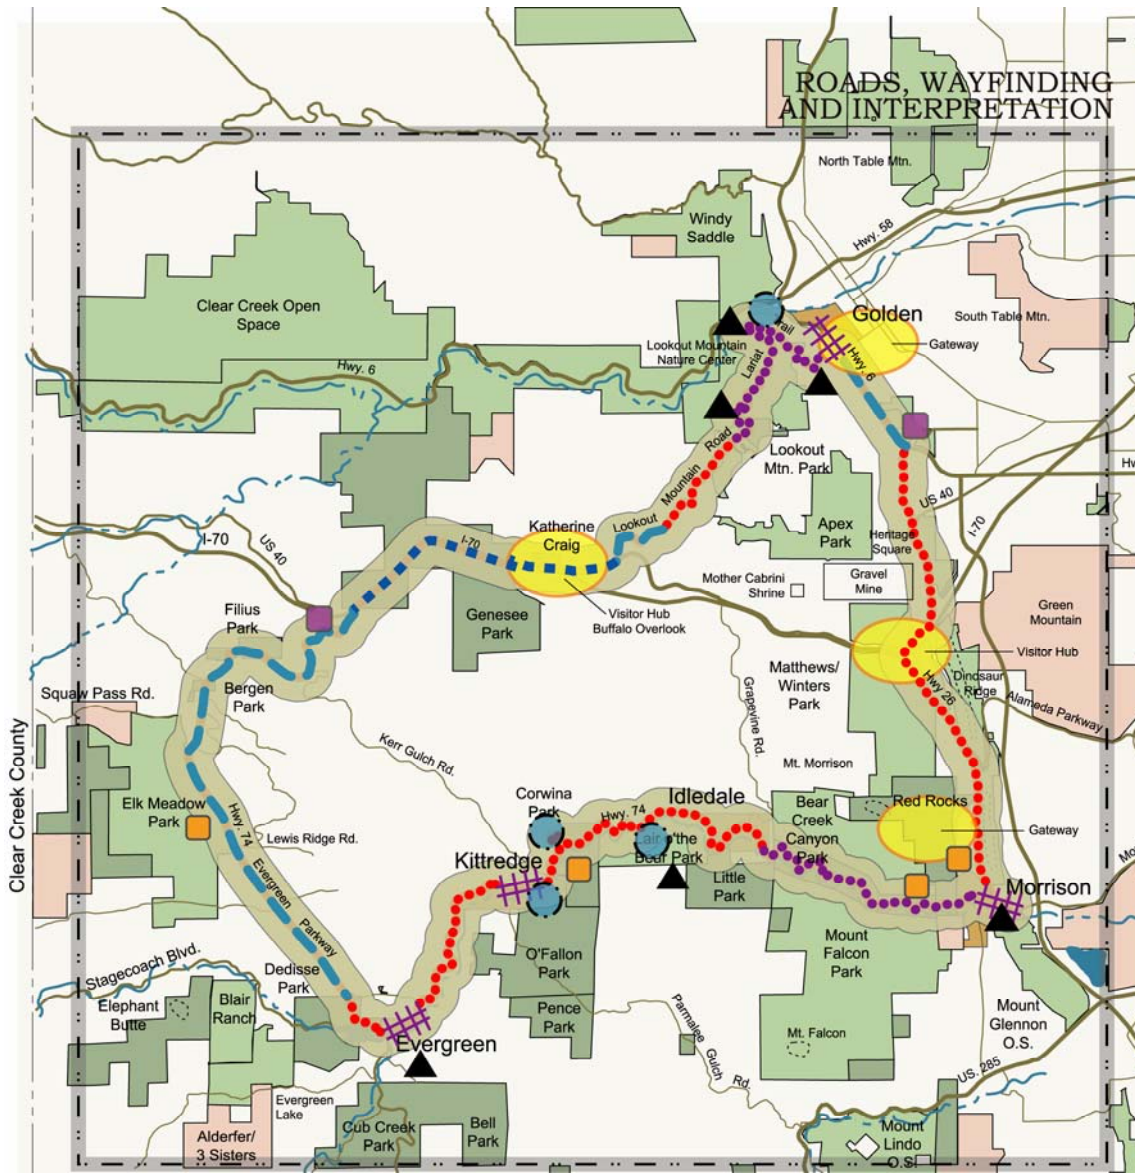 ROADS, WAYFINDING
AND INTERPRETATION
North Table Mtn.
Windy
Saddle
Hwy. 58
Clear Creek Open
Space
Golden
South Table Mtn.
Trail
Gateway
Lookout Mountain
Nature Center
Hwy. 6
Hwy. 6
Lariat
Road
Lookout
Mtn. Park
Mountain
US 40
Katherine
Craig
Lookout
Apex
Park
Heritage
Square
I-70
I-70
US 40
I-70
Mother Cabrini
Shrine
Gravel
Mine
Filius
Park
Genesee
Park
Visitor Hub
Buffalo Overlook
Green
Mountain
Visitor Hub
Matthews/
Winters
Park
Dinosaur
Ridge
Hwy 26
Alameda Parkway
Squaw Pass Rd.
Bergen
Park
Grapevine Rd.
Kerr Gulch Rd.
Mt. Morrison
Clear Creek County
Elk Meadow
Park
Corwina
Park
Idledale
Hwy. 74
Bear
Creek
Canyon
Park
Red Rocks
Gateway
Hwy. 74
Lewis Ridge Rd.
Lair o'the
Bear Park
Kittredge
Little
Park
Morrison
Evergreen
Parkway
Stagecoach Blvd.
Dedisse
Park
O'Fallon
Park
Mount
Falcon
Park
Elephant
Butte
Blair
Ranch
Pence
Park
Parmalee Gulch Rd.
Mt. Falcon
Mount
Glennon
O.S.
Evergreen
US. 285
Evergreen
Lake
Alderfer/
3 Sisters
Cub Creek
Park
Bell
Park
Mount
Lindo
O.S.